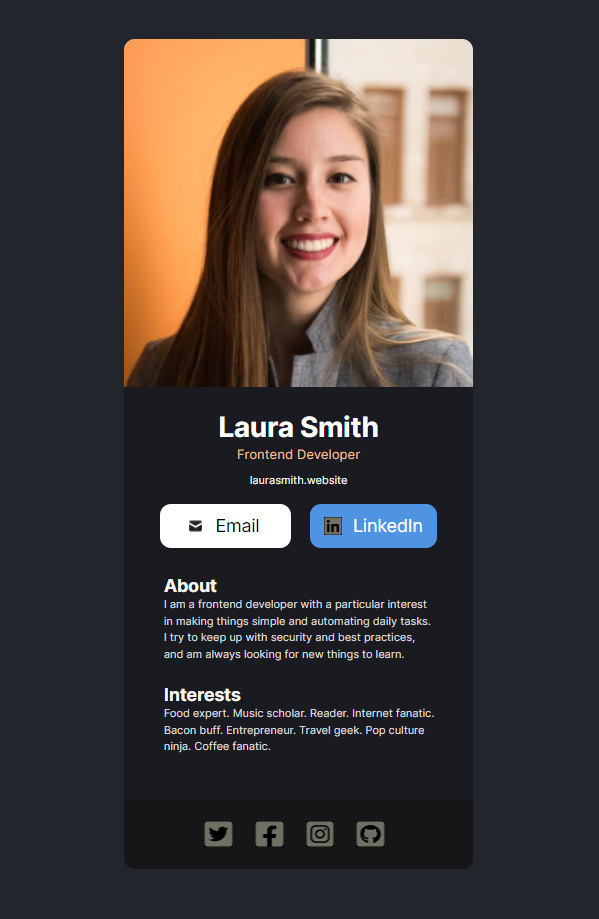 Laura Smith
Frontend Developer
laurasmith.website
Email
LinkedIn
About
I am a frontend developer with a particular interest
in making things simple and automating daily tasks.
I try to keep up with security and best practices,
and am always looking for new things to learn.
Interests
Food expert. Music scholar. Reader. Internet fanatic.
Bacon buff. Entrepreneur. Travel geek. Pop culture
ninja. Coffee fanatic.